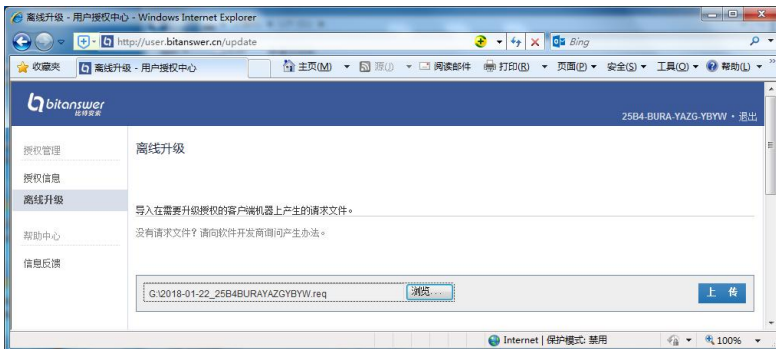 离线升级 - 用户授权中心 - Windows Internet Explorer
http://user.bitanswer.cn/update
Bing
收藏夹 离线升级 - 用户授权中心 主页(M) 源(J) 阅读邮件 打印(R) 页面(P) 安全(S) 工具(O) 帮助(L) »
bitanswer
比特安索
25B4-BURA-YAZG-YBYW • 退出
授权管理
离线升级
授权信息
离线升级
导入在需要升级授权的客户端机器上产生的请求文件。
帮助中心
没有请求文件？请向软件开发商询问产生办法。
信息反馈
G:\2018-01-22_25B4BURAYAZGYBYW.req 浏览... 上 传
Internet | 保护模式: 禁用 100%